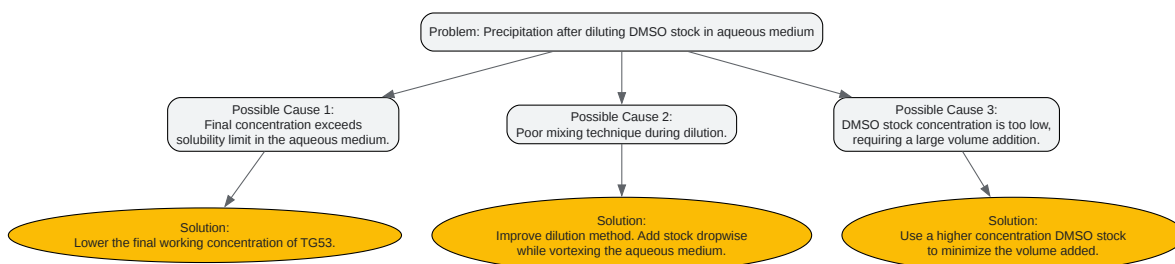 Problem: Precipitation after diluting DMSO stock in aqueous medium
Possible Cause 1:
Final concentration exceeds
solubility limit in the aqueous medium.
Possible Cause 2:
Poor mixing technique during dilution.
Possible Cause 3:
DMSO stock concentration is too low,
requiring a large volume addition.
Solution:
Lower the final working concentration of TG53.
Solution:
Improve dilution method. Add stock dropwise
while vortexing the aqueous medium.
Solution:
Use a higher concentration DMSO stock
to minimize the volume added.